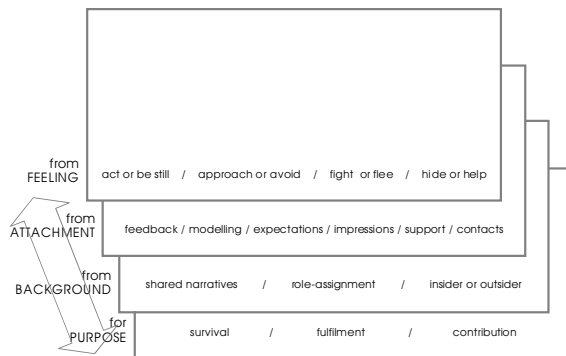 from
FEELING
act or be still / approach or avoid / fight or flee / hide or help
from
ATTACHMENT
feedback / modelling / expectations / impressions / support / contacts
from
BACKGROUND
shared narratives / role-assignment / insider or outsider
for
PURPOSE
survival / fulfilment / contribution